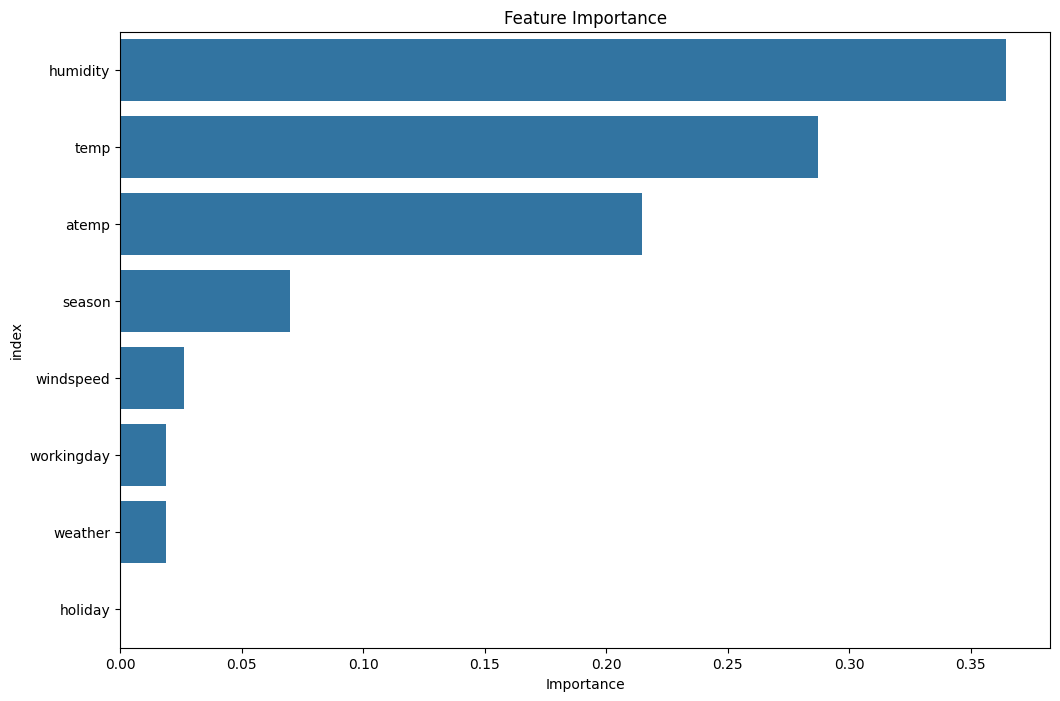 Feature Importance
humidity
temp
atemp
season
windspeed
workingday
weather
holiday
index
0.00 0.05 0.10 0.15 0.20 0.25 0.30 0.35
Importance